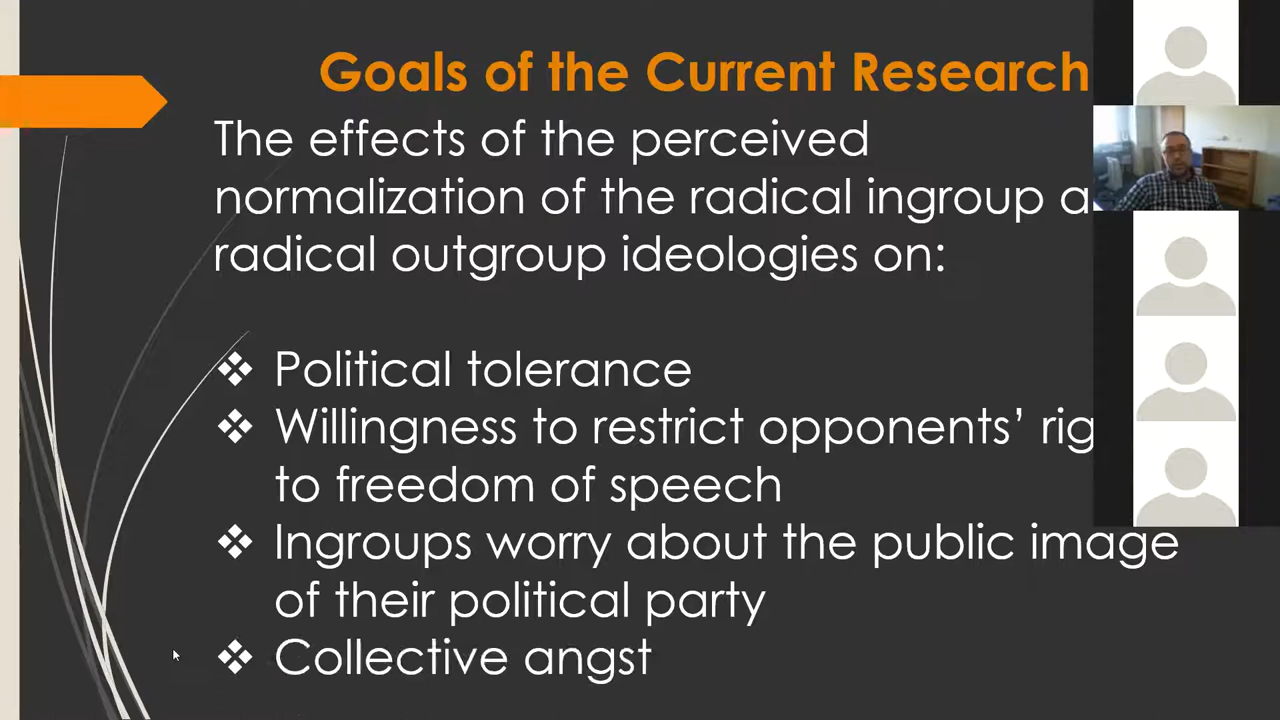 Goals of the Current Research
The effects of the perceived
normalization of the radical ingroup a
radical outgroup ideologies on:
❖ Political tolerance
❖ Willingness to restrict opponents’ rig
to freedom of speech
❖ Ingroups worry about the public image
of their political party
❖ Collective angst